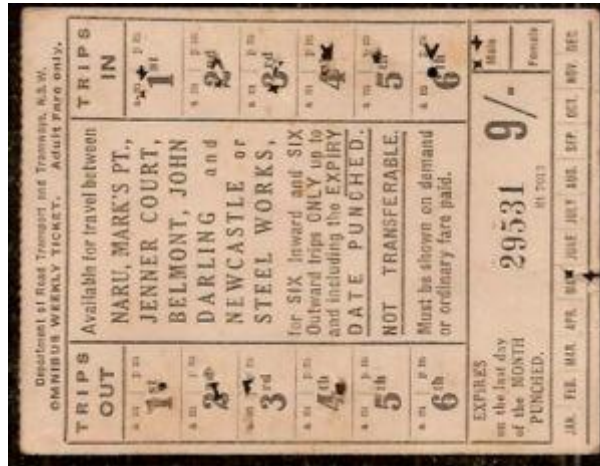 Department of Road Transport and Tramways, N.S.W.
OMNIBUS WEEKLY TICKET. Adult Fare only.
TRIPS OUT
a m p m
1st
a m p m
2nd
a m p m
3rd
a m p m
4th
a m p m
5th
a m p m
6th
Available for travel between
NARU, MARK'S PT.,
JENNER COURT,
BELMONT, JOHN
DARLING and
NEWCASTLE or
STEEL WORKS,
for SIX Inward and SIX
Outward trips ONLY up to
and including the EXPIRY
DATE PUNCHED.
NOT TRANSFERABLE.
Must be shown on demand
or ordinary fare paid.
TRIPS IN
a m p m
1st
a m p m
2nd
a m p m
3rd
a m p m
4th
a m p m
5th
a m p m
6th
EXPIRES
on the last day
of the MONTH
PUNCHED.
29531
9/-
Male
Female
JAN. FEB. MAR. APR. JUNE JULY AUG. SEP. OCT. NOV. DEC.